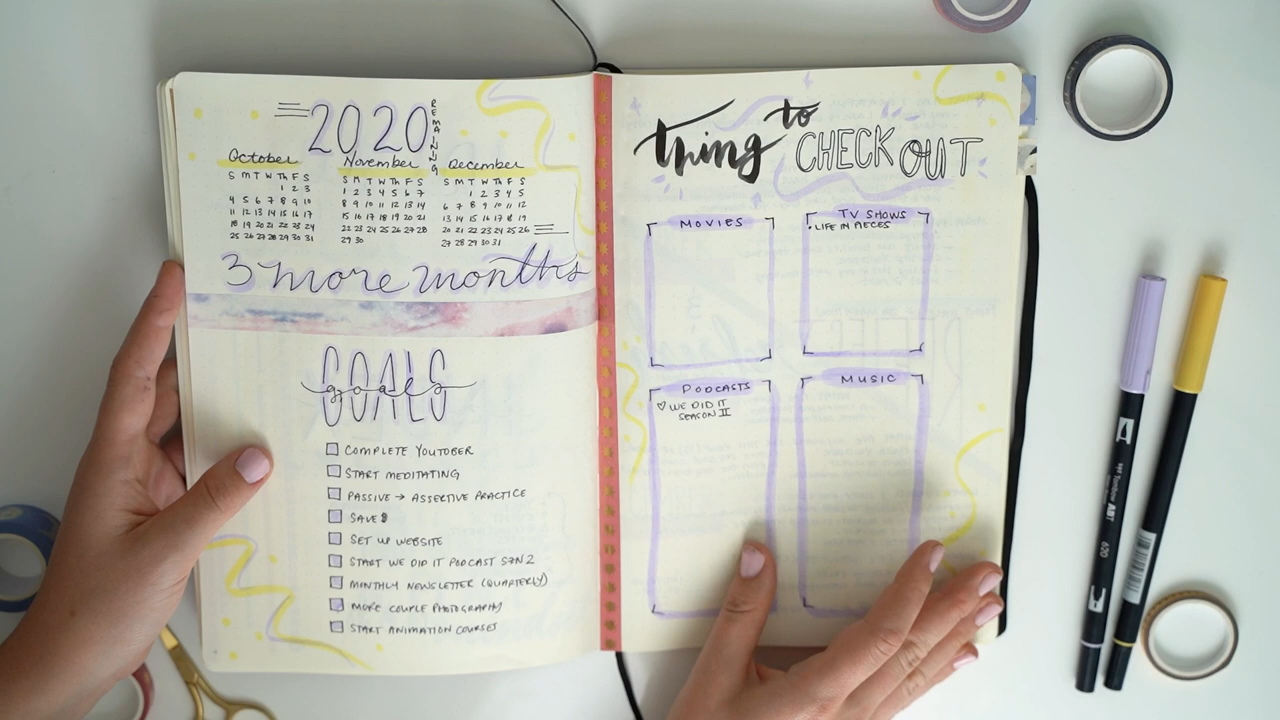 2020
REMAINING
October
S M T W Th F S
1 2 3
4 5 6 7 8 9 10
11 12 13 14 15 16 17
18 19 20 21 22 23 24
25 26 27 28 29 30 31
November
S M T W Th F S
1 2 3 4 5 6 7
8 9 10 11 12 13 14
15 16 17 18 19 20 21
22 23 24 25 26 27 28
29 30
December
S M T W Th F S
1 2 3 4 5
6 7 8 9 10 11 12
13 14 15 16 17 18 19
20 21 22 23 24 25 26
27 28 29 30 31
3 more months
GOALS
goals
COMPLETE YOUTOBER
START MEDITATING
PASSIVE → ASSERTIVE PRACTICE
SAVE $
SET UP WEBSITE
START WE DID IT PODCAST SZN 2
MONTHLY NEWSLETTER (QUARTERLY)
MORE COUPLE PHOTOGRAPHY
START ANIMATION COURSES
Thing to CHECK OUT
MOVIES
TV SHOWS
• LIFE IN PIECES
PODCASTS
♡ WE DID IT
SEASON II
MUSIC
Tombow ABT
620